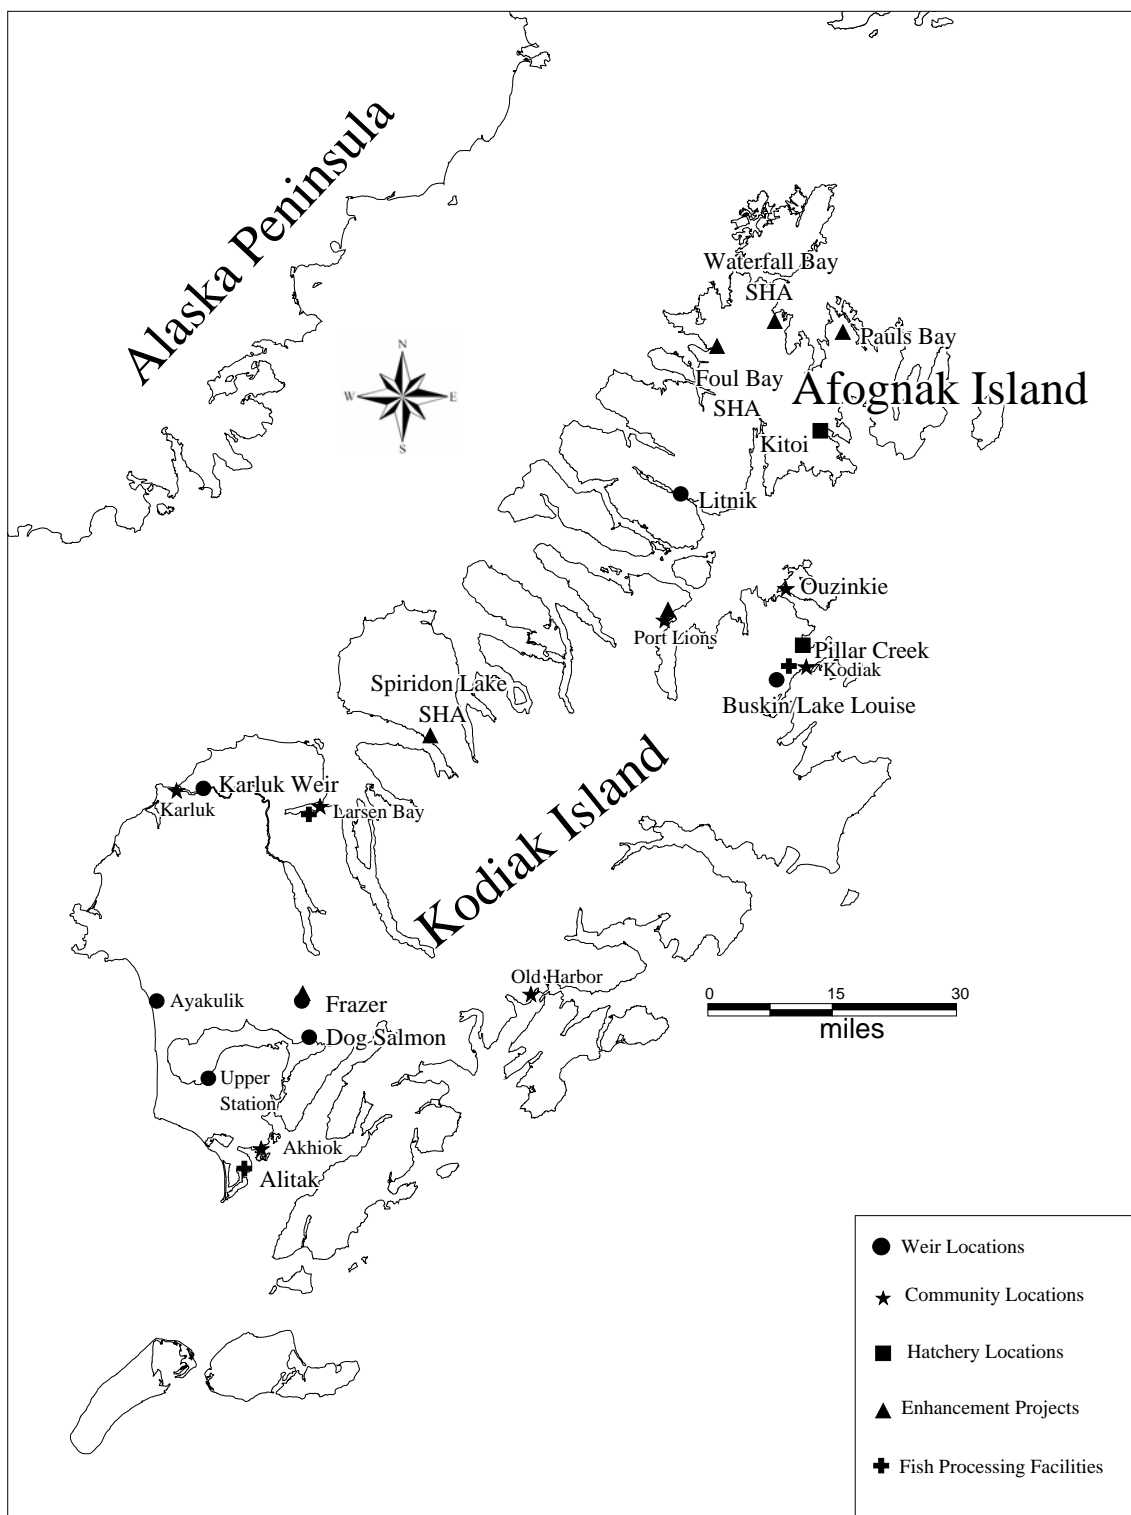 Alaska Peninsula
N
W
E
S
Waterfall Bay
SHA
Pauls Bay
Foul Bay
SHA
Afognak Island
Kitoi
Litnik
Ouzinkie
Port Lions
Pillar Creek
Kodiak
Buskin/Lake Louise
Spiridon Lake
SHA
Karluk Weir
Karluk
Larsen Bay
Kodiak Island
Old Harbor
Ayakulik
Frazer
0
15
30
miles
Dog Salmon
Upper
Station
Akhiok
Alitak
Weir Locations
Community Locations
Hatchery Locations
Enhancement Projects
Fish Processing Facilities